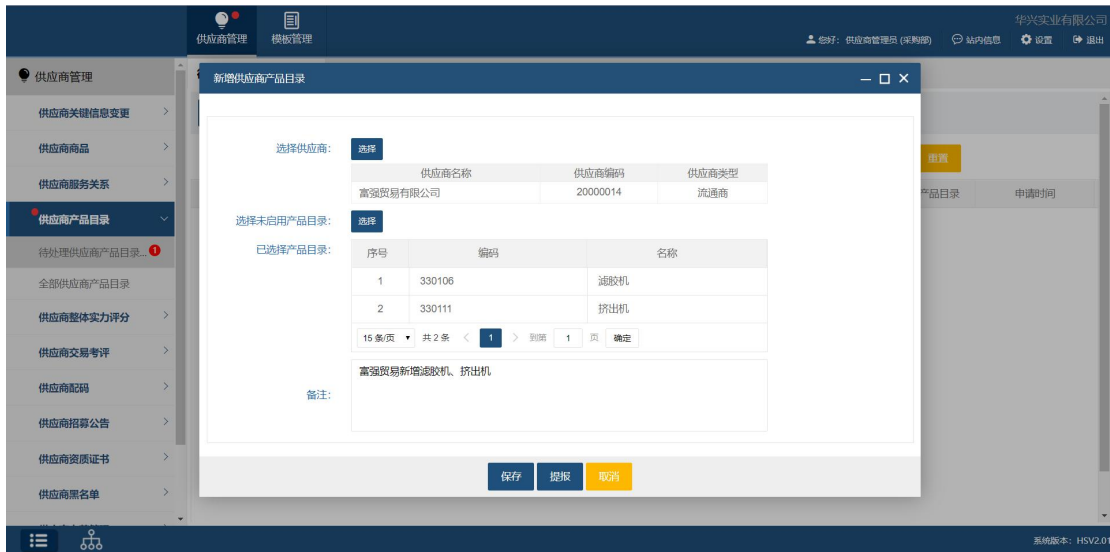 华兴实业有限公司
供应商管理
模板管理
您好：供应商管理员 (采购部)
站内信息
设置
退出
供应商管理
供应商关键信息变更
供应商商品
供应商服务关系
供应商产品目录
待处理供应商产品目录... 1
全部供应商产品目录
供应商整体实力评分
供应商交易考评
供应商配码
供应商招募公告
供应商资质证书
供应商黑名单
新增供应商产品目录
选择供应商： 选择
供应商名称 供应商编码 供应商类型
富强贸易有限公司 20000014 流通商
选择未启用产品目录： 选择
已选择产品目录：
序号 编码 名称
1 330106 滤胶机
2 330111 挤出机
15 条/页 共 2 条 1 到第 1 页 确定
备注：
富强贸易新增滤胶机、挤出机
保存 提报 取消
重置
产品目录 申请时间
系统版本：HSV2.01